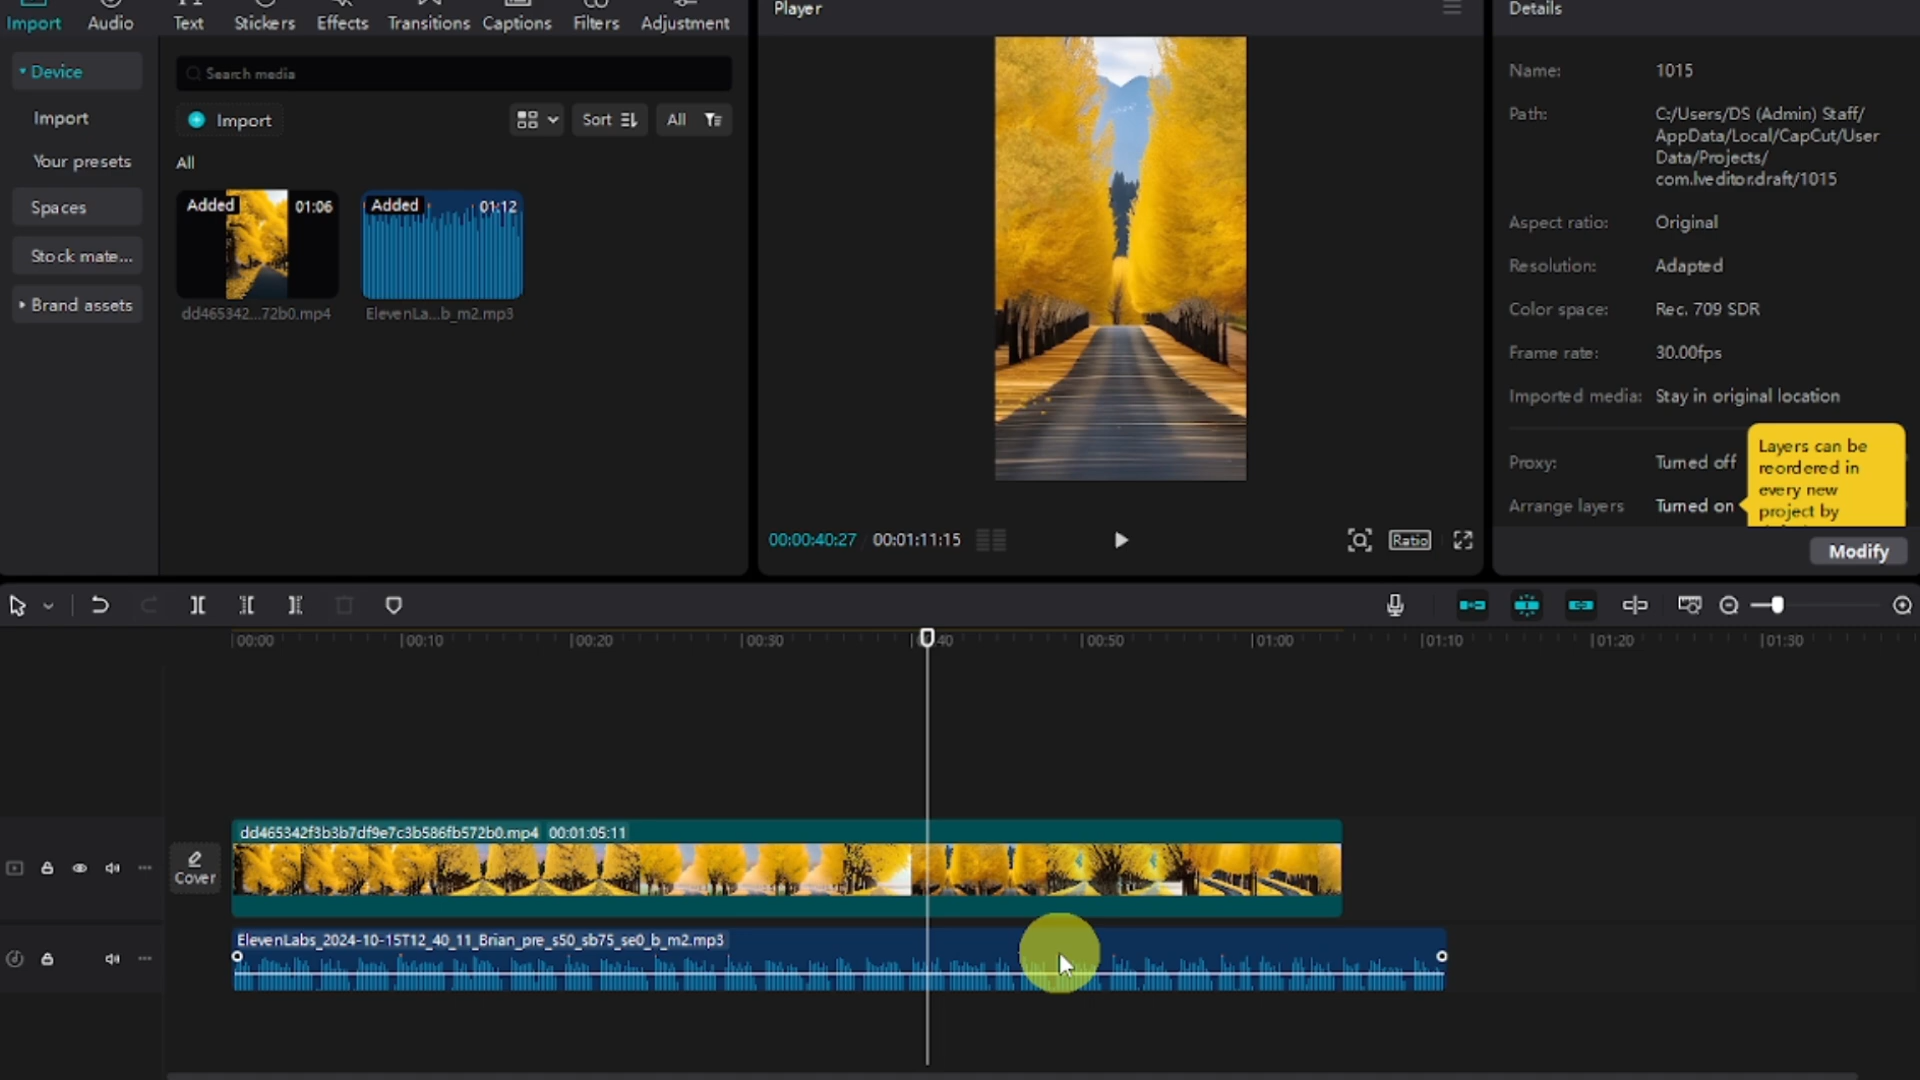 Import Audio Text Stickers Effects Transitions Captions Filters Adjustment
Device
Import
Your presets
Spaces
Stock mate...
Brand assets
Search media
Import
Sort
All
All
Added 01:06
dd465342...72b0.mp4
Added 01:12
ElevenLa...b_m2.mp3
Player
00:00:40:27 / 00:01:11:15
Ratio
Details
Name: 1015
Path: C:/Users/DS (Admin) Staff/
AppData/Local/CapCut/User
Data/Projects/
com.lveditor.draft/1015
Aspect ratio: Original
Resolution: Adapted
Color space: Rec. 709 SDR
Frame rate: 30.00fps
Imported media: Stay in original location
Proxy: Turned off
Arrange layers Turned on
Layers can be
reordered in
every new
project by
Modify
00:00 00:10 00:20 00:30 :40 00:50 01:00 01:10 01:20 01:30
Cover
dd465342f3b3b7df9e7c3b586fb572b0.mp4 00:01:05:11
ElevenLabs_2024-10-15T12_40_11_Brian_pre_s50_sb75_se0_b_m2.mp3